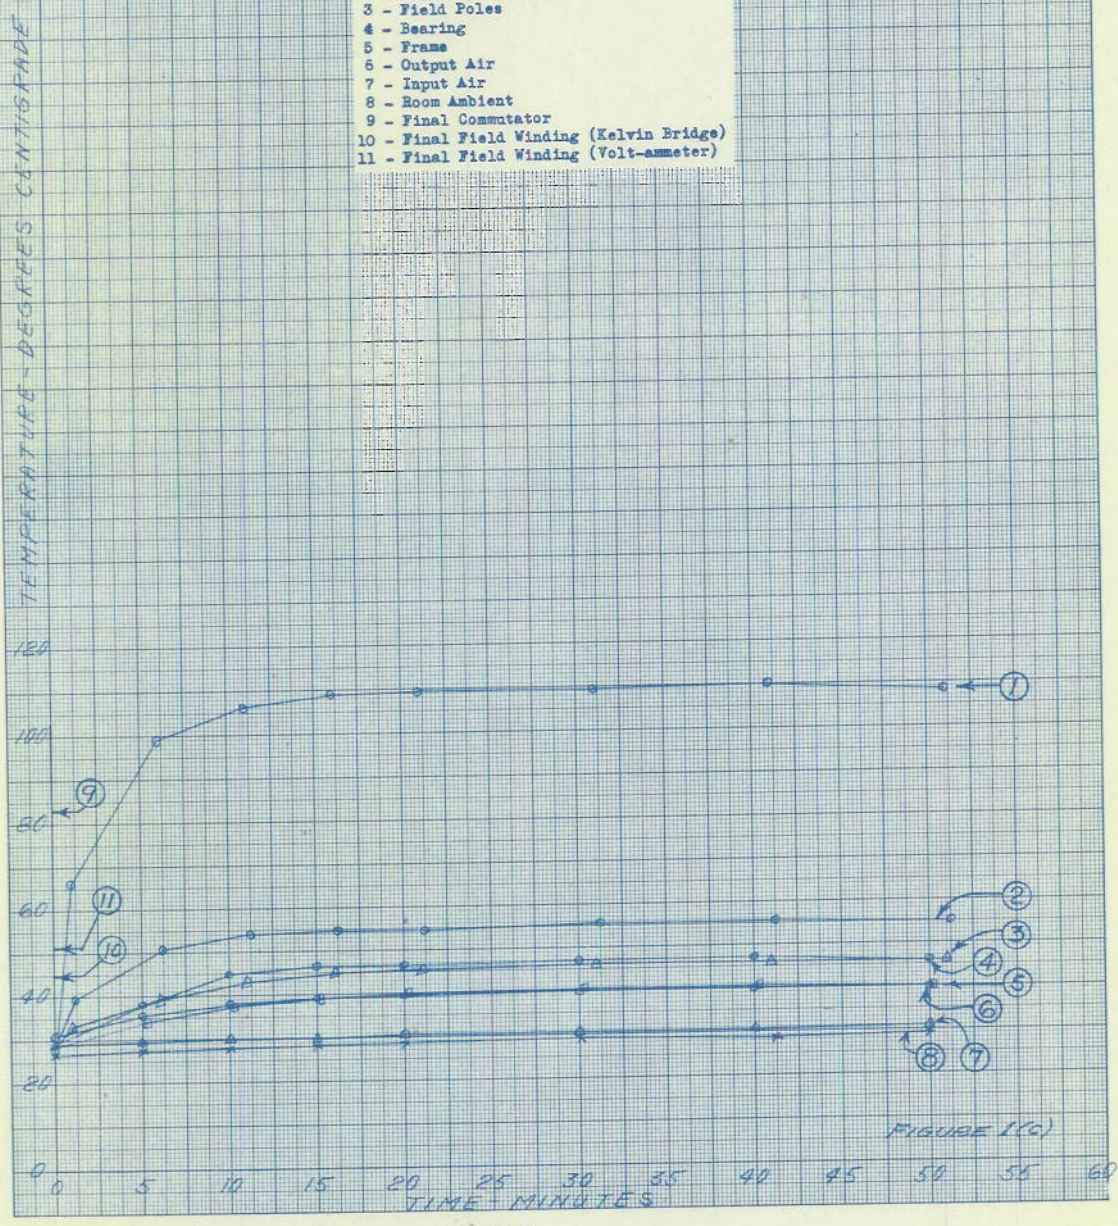 3 - Field Poles
4 - Bearing
5 - Frame
6 - Output Air
7 - Input Air
8 - Room Ambient
9 - Final Commutator
10 - Final Field Winding (Kelvin Bridge)
11 - Final Field Winding (Volt-ammeter)
TEMPERATURE-DEGREES CENTIGRADE
120
100
80
60
40
20
0
1
9
11
10
2
3
4
5
6
8
7
FIGURE 1(C)
0 5 10 15 20 25 30 35 40 45 50 55 60
TIME - MINUTES